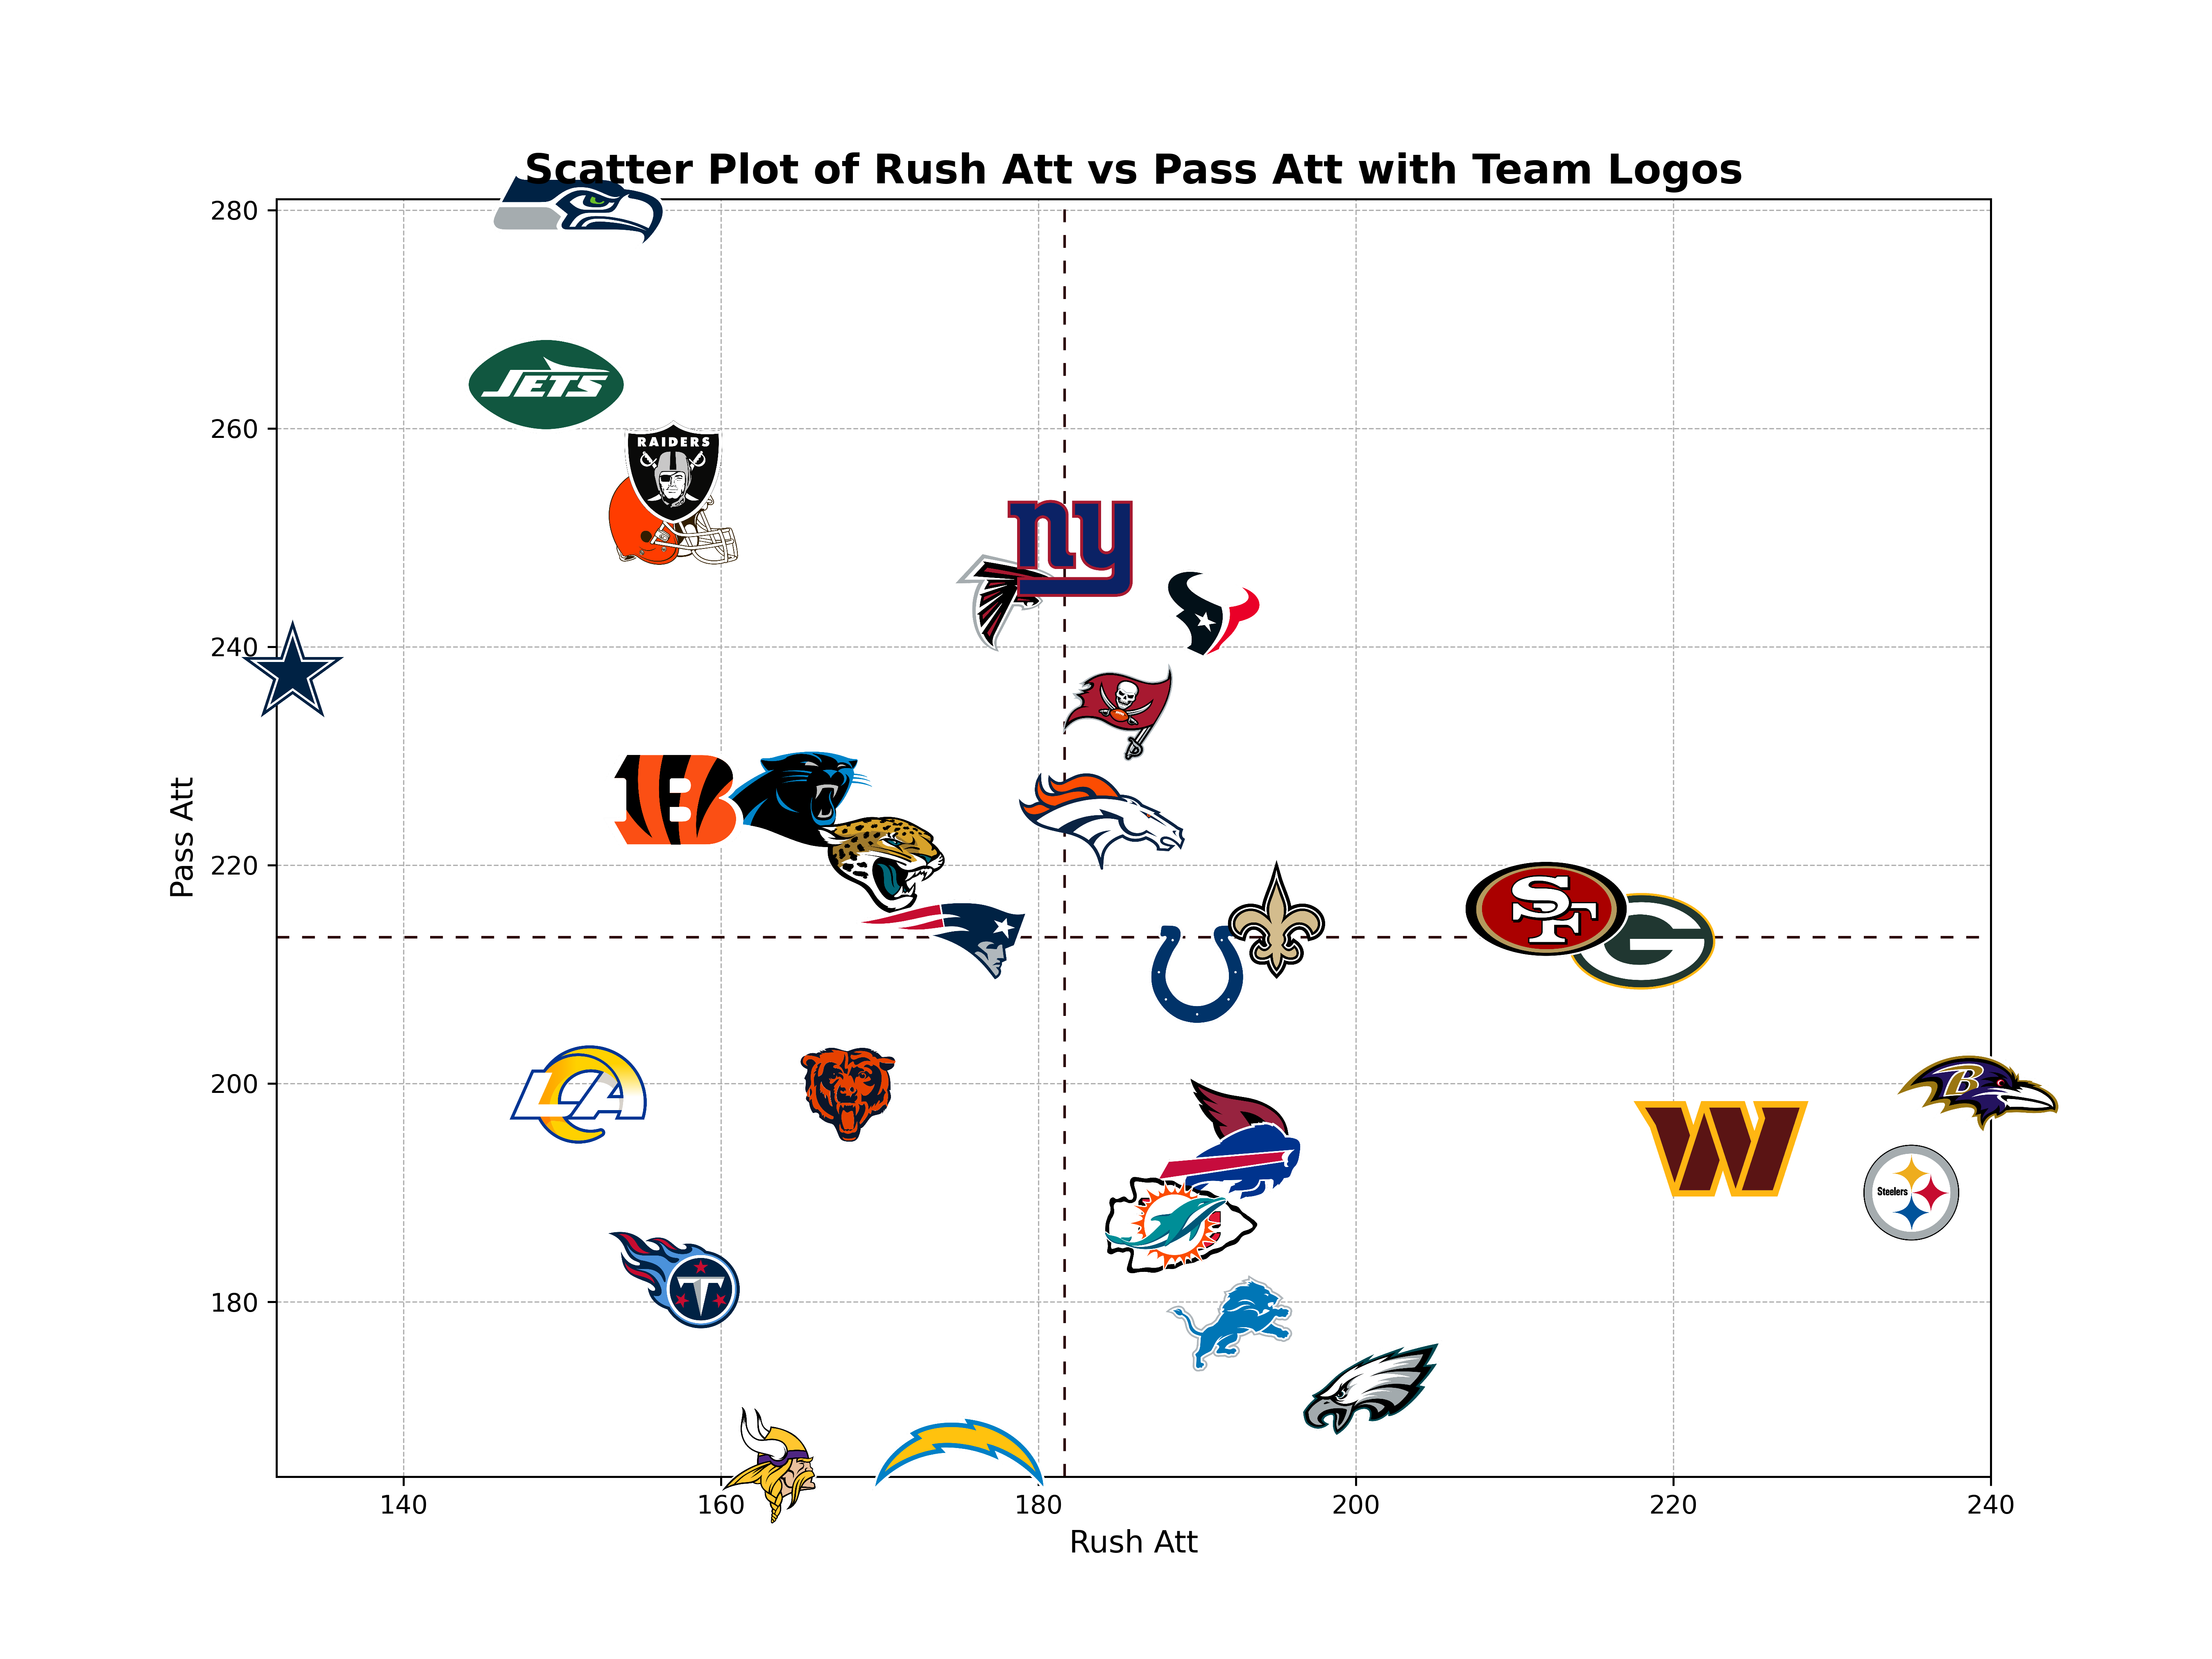 Scatter Plot of Rush Att vs Pass Att with Team Logos
280
260
240
220
200
180
Pass Att
JETS
RAIDERS
ny
B
SF
G
LA
B
W
Steelers
T
140
160
180
200
220
240
Rush Att